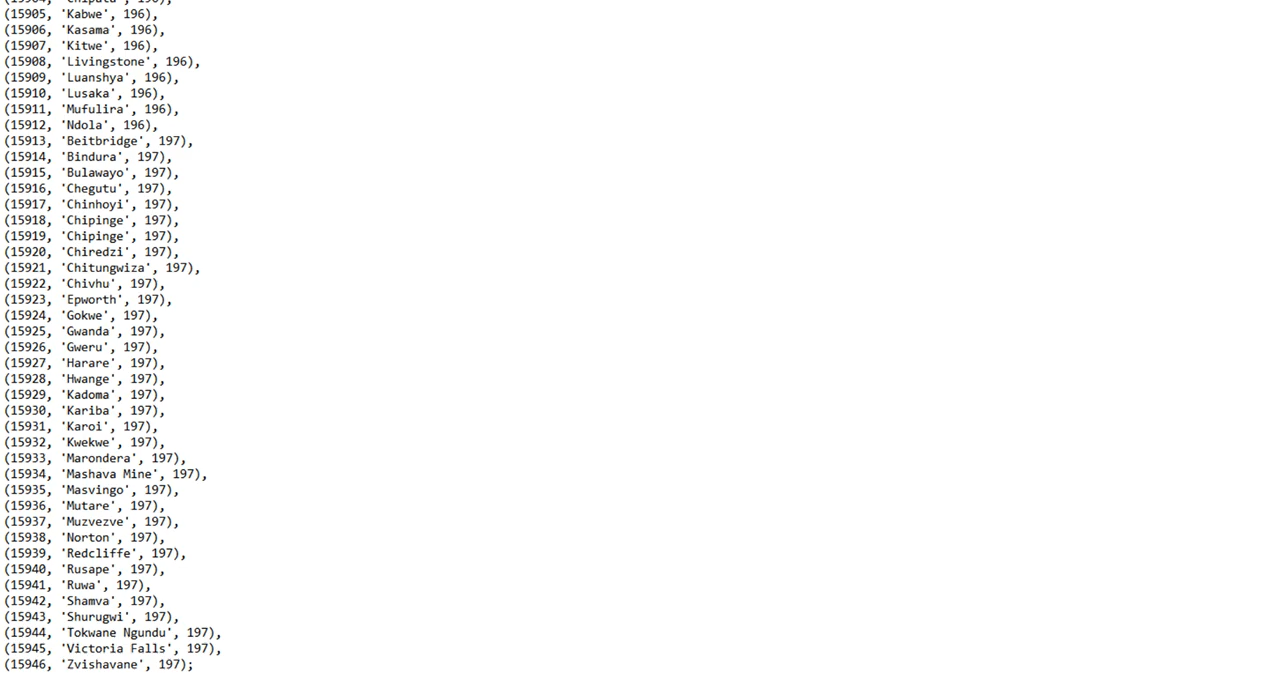 (15905, 'Kabwe', 196),
(15906, 'Kasama', 196),
(15907, 'Kitwe', 196),
(15908, 'Livingstone', 196),
(15909, 'Luanshya', 196),
(15910, 'Lusaka', 196),
(15911, 'Mufulira', 196),
(15912, 'Ndola', 196),
(15913, 'Beitbridge', 197),
(15914, 'Bindura', 197),
(15915, 'Bulawayo', 197),
(15916, 'Chegutu', 197),
(15917, 'Chinhoyi', 197),
(15918, 'Chipinge', 197),
(15919, 'Chipinge', 197),
(15920, 'Chiredzi', 197),
(15921, 'Chitungwiza', 197),
(15922, 'Chivhu', 197),
(15923, 'Epworth', 197),
(15924, 'Gokwe', 197),
(15925, 'Gwanda', 197),
(15926, 'Gweru', 197),
(15927, 'Harare', 197),
(15928, 'Hwange', 197),
(15929, 'Kadoma', 197),
(15930, 'Kariba', 197),
(15931, 'Karoi', 197),
(15932, 'Kwekwe', 197),
(15933, 'Marondera', 197),
(15934, 'Mashava Mine', 197),
(15935, 'Masvingo', 197),
(15936, 'Mutare', 197),
(15937, 'Muzvezve', 197),
(15938, 'Norton', 197),
(15939, 'Redcliffe', 197),
(15940, 'Rusape', 197),
(15941, 'Ruwa', 197),
(15942, 'Shamva', 197),
(15943, 'Shurugwi', 197),
(15944, 'Tokwane Ngundu', 197),
(15945, 'Victoria Falls', 197),
(15946, 'Zvishavane', 197);